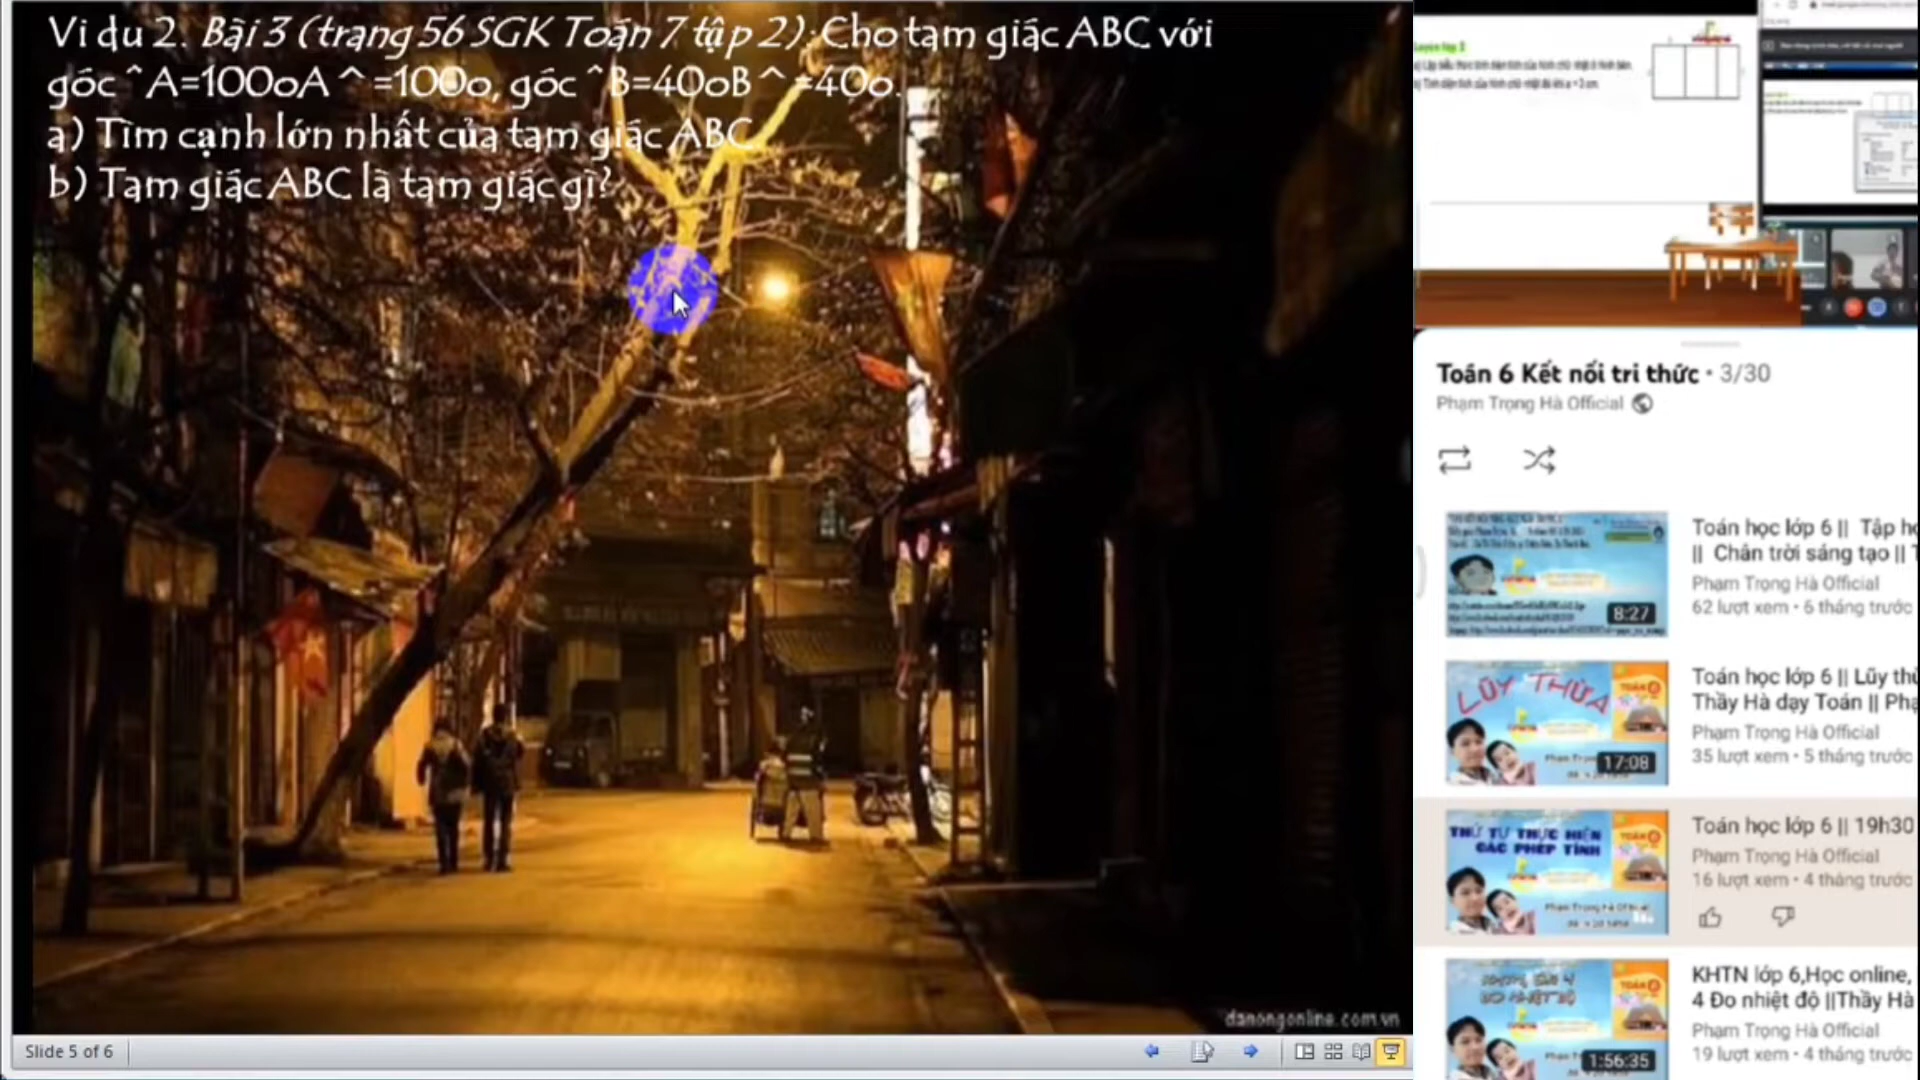 Ví dụ 2. Bài 3 (trang 56 SGK Toán 7 tập 2): Cho tam giác ABC với
góc ^A=100oA^=100o, góc ^B=40oB^=40o.
a) Tìm cạnh lớn nhất của tam giác ABC
b) Tam giác ABC là tam giác gì?
danongonline.com.vn
Slide 5 of 6
Toán 6 Kết nối tri thức • 3/30
Phạm Trọng Hà Official
8:27
Toán học lớp 6 || Tập
|| Chân trời sáng tạo ||
Phạm Trọng Hà Official
62 lượt xem • 6 tháng trước
LŨY THỪA
17:08
Toán học lớp 6 || Lũy
Thầy Hà dạy Toán ||
Phạm Trọng Hà Official
35 lượt xem • 5 tháng trước
THỨ TỰ THỰC HIỆN
CÁC PHÉP TÍNH
Toán học lớp 6 || 19h30
Phạm Trọng Hà Official
16 lượt xem • 4 tháng trước
1:56:35
KHTN lớp 6,Học online,
4 Đo nhiệt độ ||Thầy Hà
Phạm Trọng Hà Official
19 lượt xem • 4 tháng trước